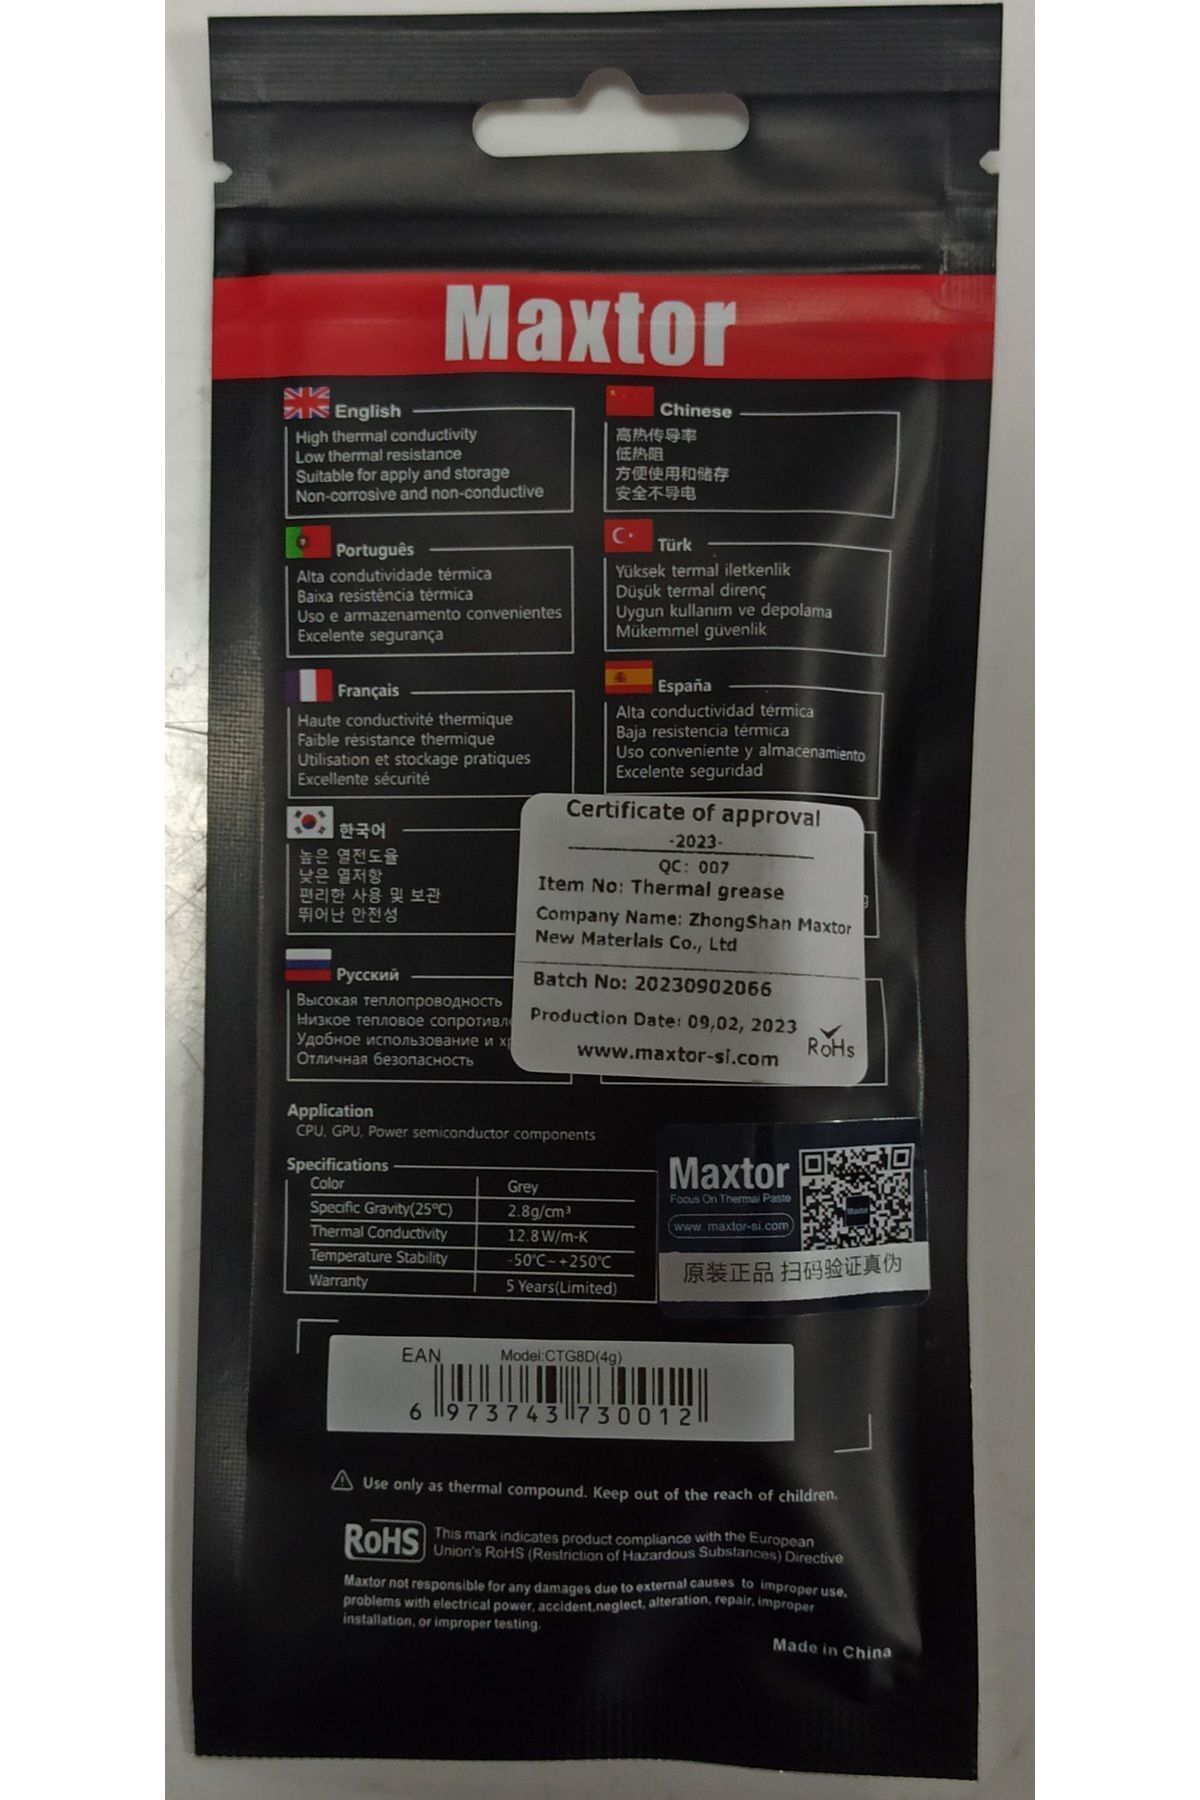 Maxtor
English
High thermal conductivity
Low thermal resistance
Suitable for apply and storage
Non-corrosive and non-conductive
Chinese
高热传导率
低热阻
方便使用和储存
安全不导电
Português
Alta condutividade térmica
Baixa resistência térmica
Uso e armazenamento convenientes
Excelente segurança
Türk
Yüksek termal iletkenlik
Düşük termal direnç
Uygun kullanım ve depolama
Mükemmel güvenlik
Français
Haute conductivité thermique
Faible résistance thermique
Utilisation et stockage pratiques
Excellente sécurité
España
Alta conductividad térmica
Baja resistencia térmica
Uso conveniente y almacenamiento
Excelente seguridad
한국어
높은 열전도율
낮은 열저항
편리한 사용 및 보관
뛰어난 안전성
Русский
Высокая теплопроводность
Низкое тепловое
Удобное использование и
Отличная безопасность
Certificate of approval
-2023-
QC: 007
Item No: Thermal grease
Company Name: ZhongShan Maxtor
New Materials Co., Ltd
Batch No: 20230902066
Production Date: 09,02, 2023
www.maxtor-si.com
RoHs
Application
CPU, GPU, Power semiconductor components
Specifications
Color Grey
Specific Gravity(25℃) 2.8g/cm³
Thermal Conductivity 12.8W/m-K
Temperature Stability -50℃~+250℃
Warranty 5 Years(Limited)
Maxtor
Focus On Thermal Paste
www. maxtor-si.com
Maxtor
原装正品 扫码验证真伪
EAN Model:CTG8D(4g)
6 973743 730012
Use only as thermal compound. Keep out of the reach of children.
RoHS
This mark indicates product compliance with the European
Union's RoHS (Restriction of Hazardous Substances) Directive
Maxtor not responsible for any damages due to external causes to improper use,
problems with electrical power, accident,neglect, alteration, repair, improper
installation, or improper testing.
Made in China